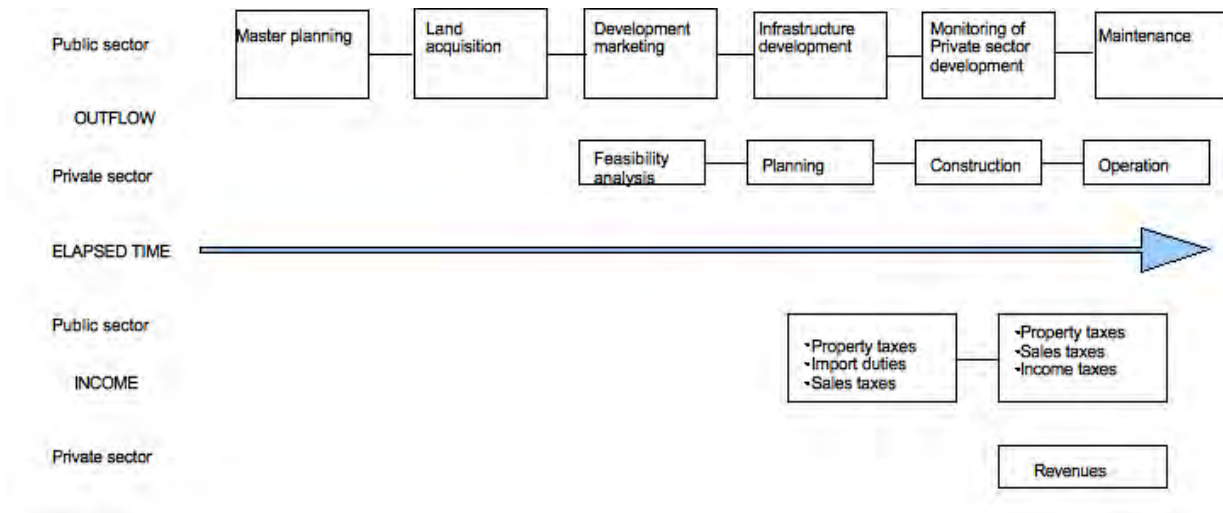 Public sector
Master planning
Land
acquisition
Development
marketing
Infrastructure
development
Monitoring of
Private sector
development
Maintenance
OUTFLOW
Private sector
Feasibility
analysis
Planning
Construction
Operation
ELAPSED TIME
Public sector
•Property taxes
•Import duties
•Sales taxes
•Property taxes
•Sales taxes
•Income taxes
INCOME
Private sector
Revenues